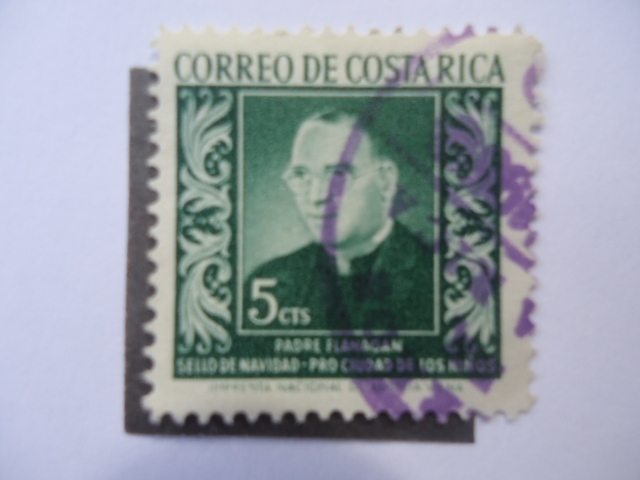 CORREO DE COSTA RICA
5 CTS
PADRE FLANAGAN
SELLO DE NAVIDAD - PRO CIUDAD DE LOS NIÑOS
IMPRENTA NACIONAL